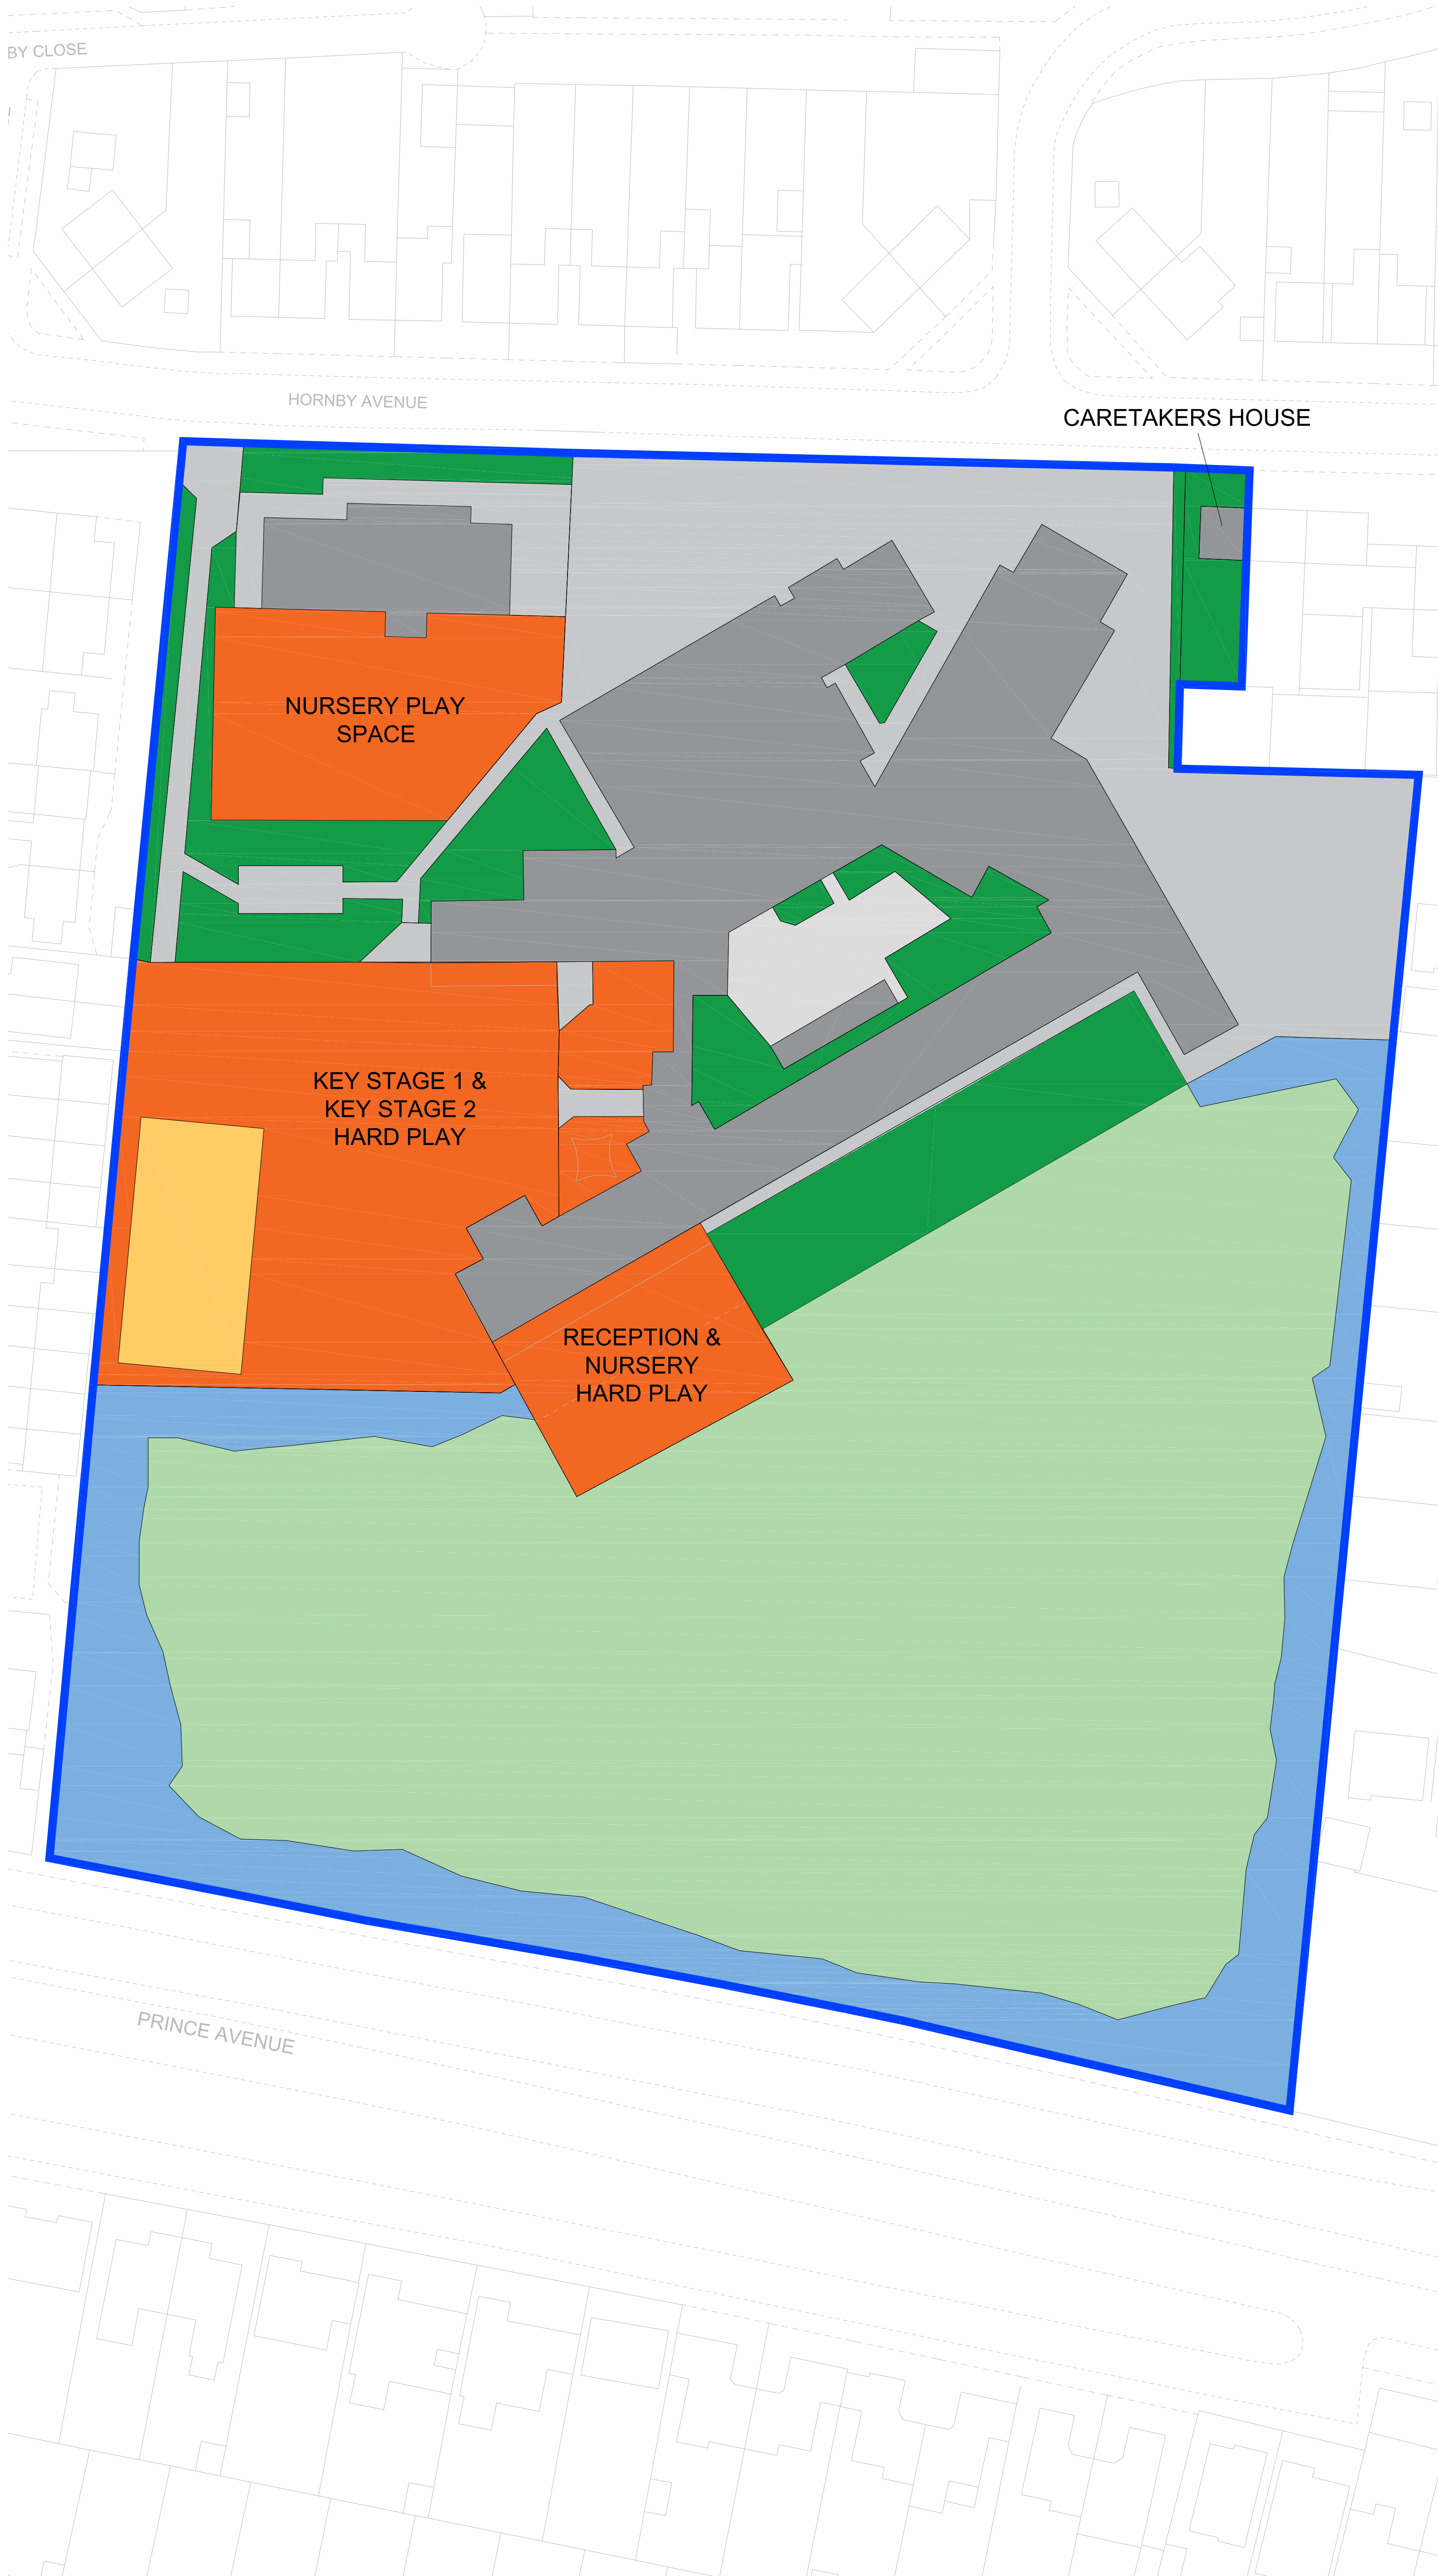 BY CLOSE
HORNBY AVENUE
CARETAKERS HOUSE
NURSERY PLAY
SPACE
KEY STAGE 1 &
KEY STAGE 2
HARD PLAY
RECEPTION &
NURSERY
HARD PLAY
PRINCE AVENUE